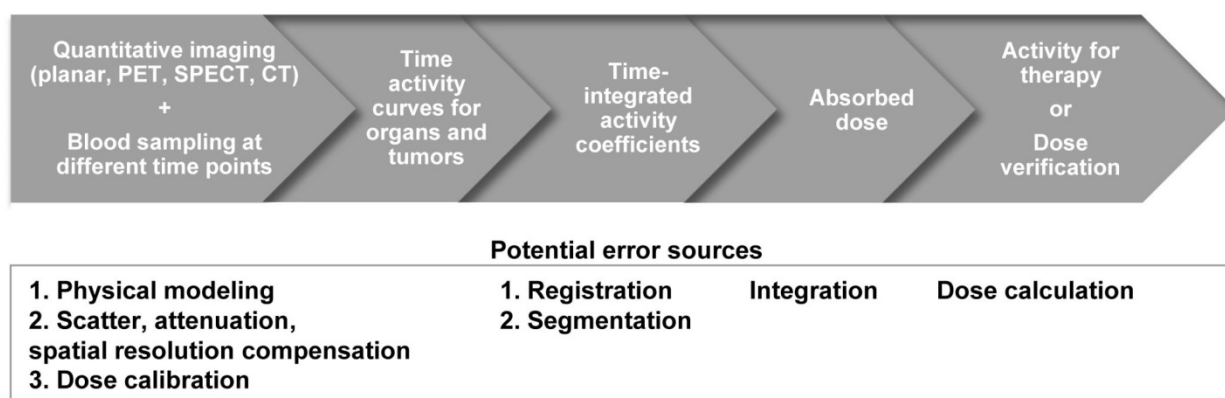 Quantitative imaging
(planar, PET, SPECT, CT)
+
Blood sampling at
different time points
Time
activity
curves for
organs and
tumors
Time-
integrated
activity
coefficients
Absorbed
dose
Activity for
therapy
or
Dose
verification
Potential error sources
1. Physical modeling
2. Scatter, attenuation,
spatial resolution compensation
3. Dose calibration
1. Registration
2. Segmentation
Integration
Dose calculation